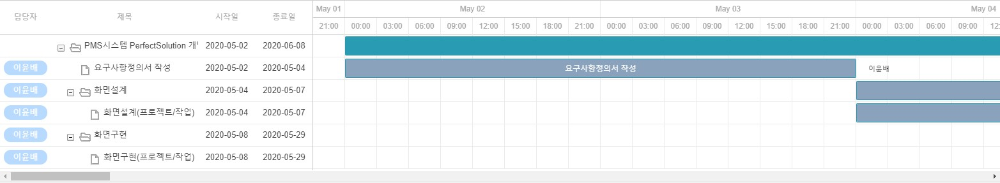 담당자 제목 시작일 종료일
May 01 May 02 May 03 May 04
21:00 00:00 03:00 06:00 09:00 12:00 15:00 18:00 21:00 00:00 03:00 06:00 09:00 12:00 15:00 18:00 21:00 00:00 03:00 06:00 09:00 12:
PMS시스템 PerfectSolution 개 2020-05-02 2020-06-08
이윤배 요구사항정의서 작성 2020-05-02 2020-05-04 요구사항정의서 작성 이윤배
이윤배 화면설계 2020-05-04 2020-05-07
이윤배 화면설계(프로젝트/작업) 2020-05-04 2020-05-07
이윤배 화면구현 2020-05-08 2020-05-29
이윤배 화면구현(프로젝트/작업) 2020-05-08 2020-05-29